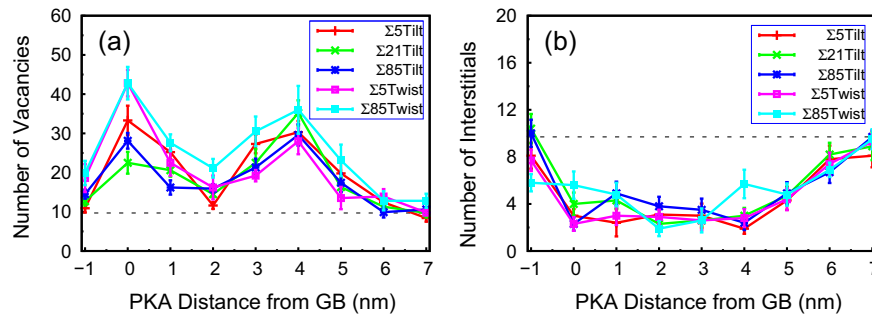 (a)
Number of Vacancies
60
50
40
30
20
10
0
Σ5Tilt
Σ21Tilt
Σ85Tilt
Σ5Twist
Σ85Twist
−1 0 1 2 3 4 5 6 7
PKA Distance from GB (nm)
(b)
Number of Interstitials
20
16
12
8
4
0
Σ5Tilt
Σ21Tilt
Σ85Tilt
Σ5Twist
Σ85Twist
−1 0 1 2 3 4 5 6 7
PKA Distance from GB (nm)